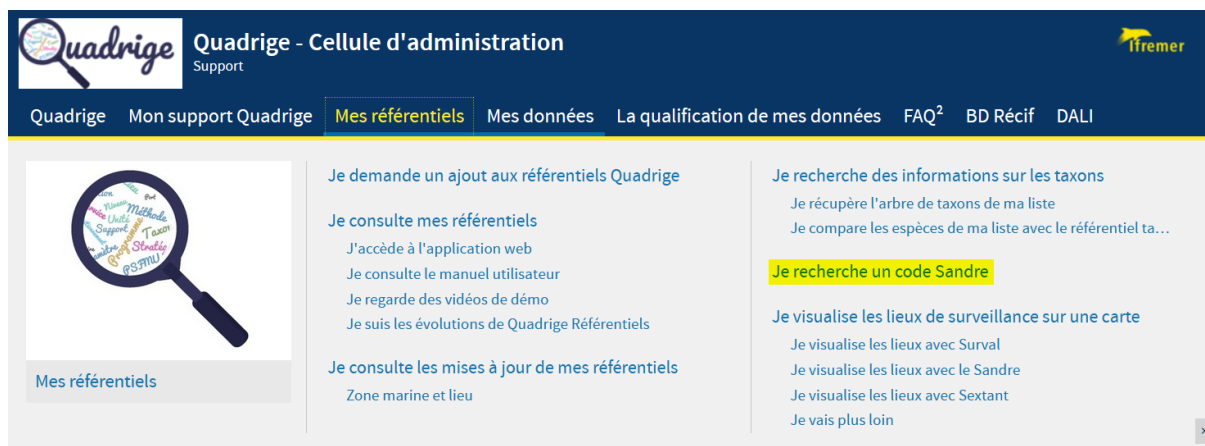 Quadrige
Quadrige - Cellule d'administration
Support
Ifremer
Quadrige Mon support Quadrige Mes référentiels Mes données La qualification de mes données FAQ² BD Récif DALI
Méthode
Unité
Support
Taxon
Stratég
Programme
PSFMU
Mes référentiels
Je demande un ajout aux référentiels Quadrige
Je consulte mes référentiels
J'accède à l'application web
Je consulte le manuel utilisateur
Je regarde des vidéos de démo
Je suis les évolutions de Quadrige Référentiels
Je consulte les mises à jour de mes référentiels
Zone marine et lieu
Je recherche des informations sur les taxons
Je récupère l'arbre de taxons de ma liste
Je compare les espèces de ma liste avec le référentiel ta...
Je recherche un code Sandre
Je visualise les lieux de surveillance sur une carte
Je visualise les lieux avec Surval
Je visualise les lieux avec le Sandre
Je visualise les lieux avec Sextant
Je vais plus loin